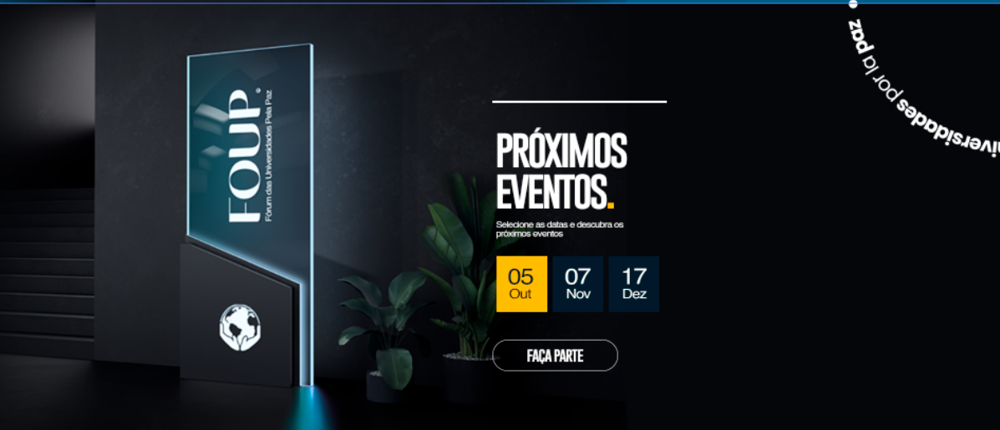 FOUP
Fórum das Universidades Pela Paz
PRÓXIMOS
EVENTOS.
Selecione as datas e descubra os
próximos eventos
05
Out
07
Nov
17
Dez
FAÇA PARTE
iversidades por la paz